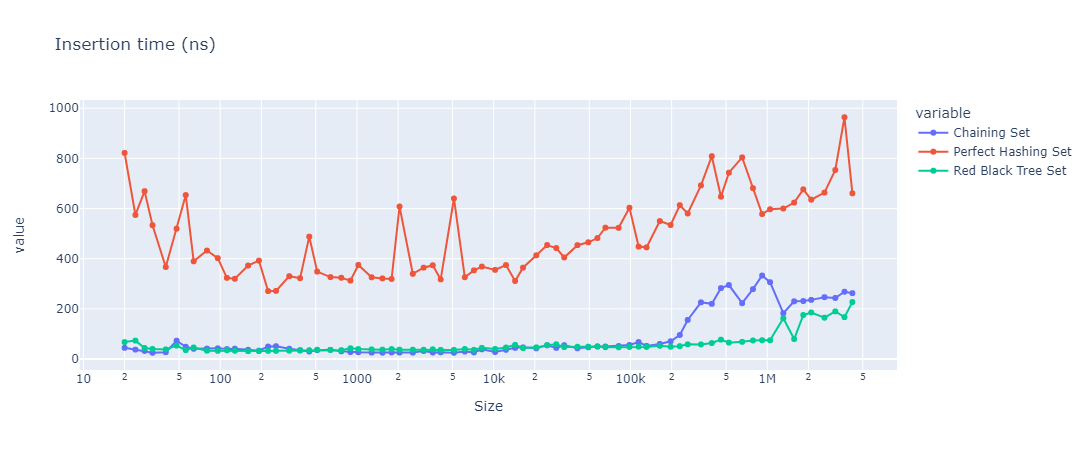 Insertion time (ns)
variable
Chaining Set
Perfect Hashing Set
Red Black Tree Set
value
1000
800
600
400
200
0
10 2 5 100 2 5 1000 2 5 10k 2 5 100k 2 5 1M 2 5
Size